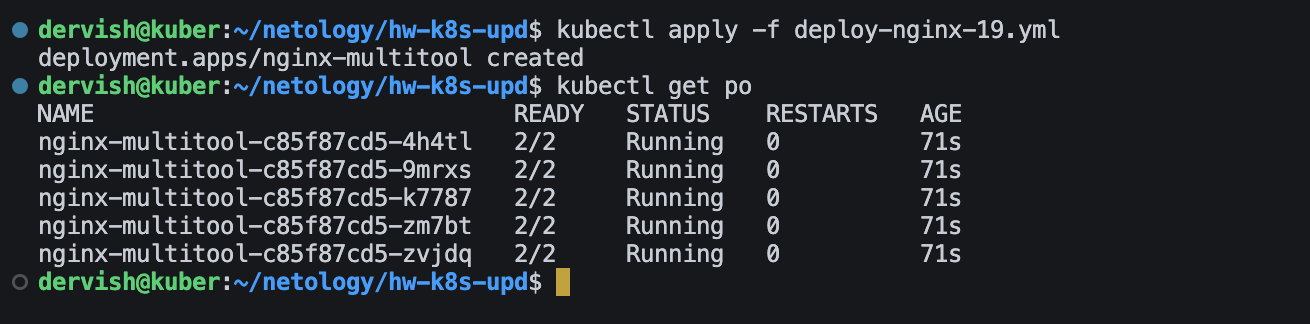 dervish@kuber:~/netology/hw-k8s-upd$ kubectl apply -f deploy-nginx-19.yml
deployment.apps/nginx-multitool created
dervish@kuber:~/netology/hw-k8s-upd$ kubectl get po
NAME                              READY   STATUS    RESTARTS   AGE
nginx-multitool-c85f87cd5-4h4tl   2/2     Running   0          71s
nginx-multitool-c85f87cd5-9mrxs   2/2     Running   0          71s
nginx-multitool-c85f87cd5-k7787   2/2     Running   0          71s
nginx-multitool-c85f87cd5-zm7bt   2/2     Running   0          71s
nginx-multitool-c85f87cd5-zvjdq   2/2     Running   0          71s
dervish@kuber:~/netology/hw-k8s-upd$